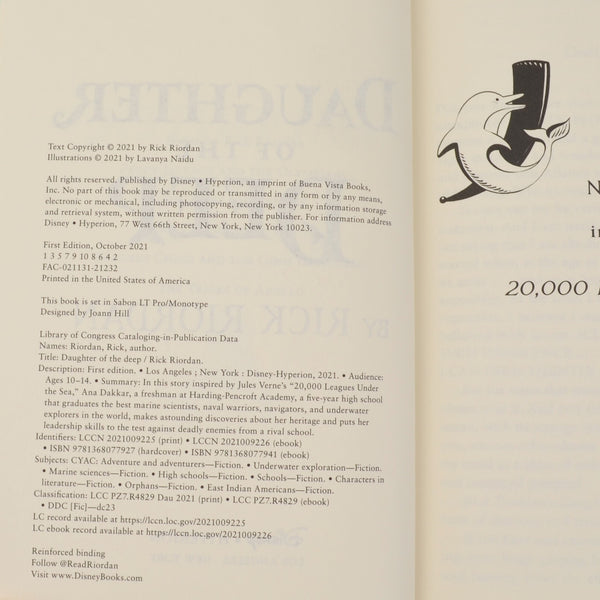 Text Copyright © 2021 by Rick Riordan
Illustrations © 2021 by Lavanya Naidu
All rights reserved. Published by Disney • Hyperion, an imprint of Buena Vista Books,
Inc. No part of this book may be reproduced or transmitted in any form or by any means,
electronic or mechanical, including photocopying, recording, or by any information storage
and retrieval system, without written permission from the publisher. For information address
Disney • Hyperion, 77 West 66th Street, New York, New York 10023.
First Edition, October 2021
1 3 5 7 9 10 8 6 4 2
FAC-021131-21232
Printed in the United States of America
This book is set in Sabon LT Pro/Monotype
Designed by Joann Hill
Library of Congress Cataloging-in-Publication Data
Names: Riordan, Rick, author.
Title: Daughter of the deep / Rick Riordan.
Description: First edition. • Los Angeles ; New York : Disney-Hyperion, 2021. • Audience:
Ages 10–14. • Summary: In this story inspired by Jules Verne's "20,000 Leagues Under
the Sea," Ana Dakkar, a freshman at Harding-Pencroft Academy, a five-year high school
that graduates the best marine scientists, naval warriors, navigators, and underwater
explorers in the world, makes astounding discoveries about her heritage and puts her
leadership skills to the test against deadly enemies from a rival school.
Identifiers: LCCN 2021009225 (print) • LCCN 2021009226 (ebook)
• ISBN 9781368077927 (hardcover) • ISBN 9781368077941 (ebook)
Subjects: CYAC: Adventure and adventurers—Fiction. • Underwater exploration—Fiction.
• Marine sciences—Fiction. • High schools—Fiction. • Schools—Fiction. • Characters in
literature—Fiction. • Orphans—Fiction. • East Indian Americans—Fiction.
Classification: LCC PZ7.R4829 Dau 2021 (print) • LCC PZ7.R4829 (ebook)
• DDC [Fic]—dc23
LC record available at https://lccn.loc.gov/2021009225
LC ebook record available at https://lccn.loc.gov/2021009226
Reinforced binding
Follow @ReadRiordan
Visit www.DisneyBooks.com
N
i
20,000